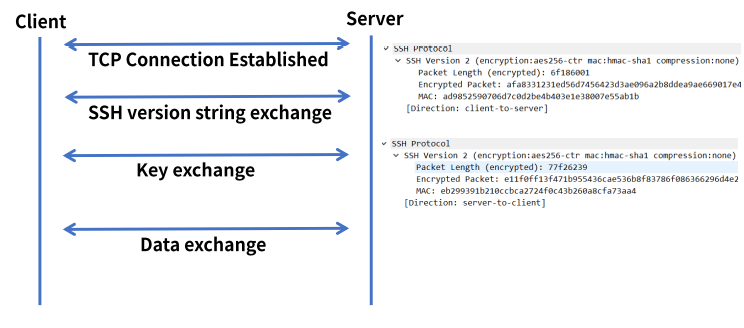 Client
Server
TCP Connection Established
SSH version string exchange
Key exchange
Data exchange
SSH Protocol
SSH Version 2 (encryption:aes256-ctr mac:hmac-sha1 compression:none)
Packet Length (encrypted): 6f186001
Encrypted Packet: afa8331231ed56d7456423d3ae096a2b8ddea9ae669017e4
MAC: ad9852590706d7c0d2be4b403e1e38007e55ab1b
[Direction: client-to-server]
SSH Protocol
SSH Version 2 (encryption:aes256-ctr mac:hmac-sha1 compression:none)
Packet Length (encrypted): 77f26239
Encrypted Packet: e11f0ff13f471b955436cae536b8f83786f086366296d4e2
MAC: eb299391b210ccbca2724f0c43b260a8cfa73aa4
[Direction: server-to-client]